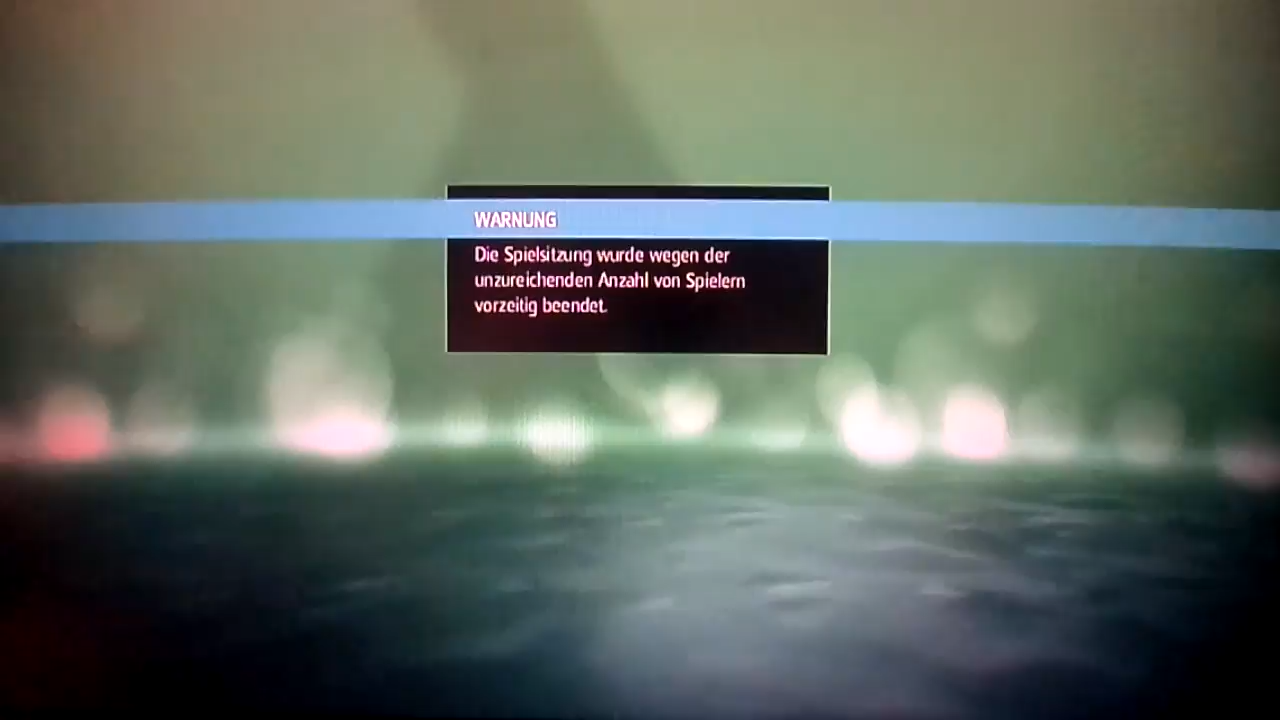 WARNUNG
Die Spielsitzung wurde wegen der
unzureichenden Anzahl von Spielern
vorzeitig beendet.